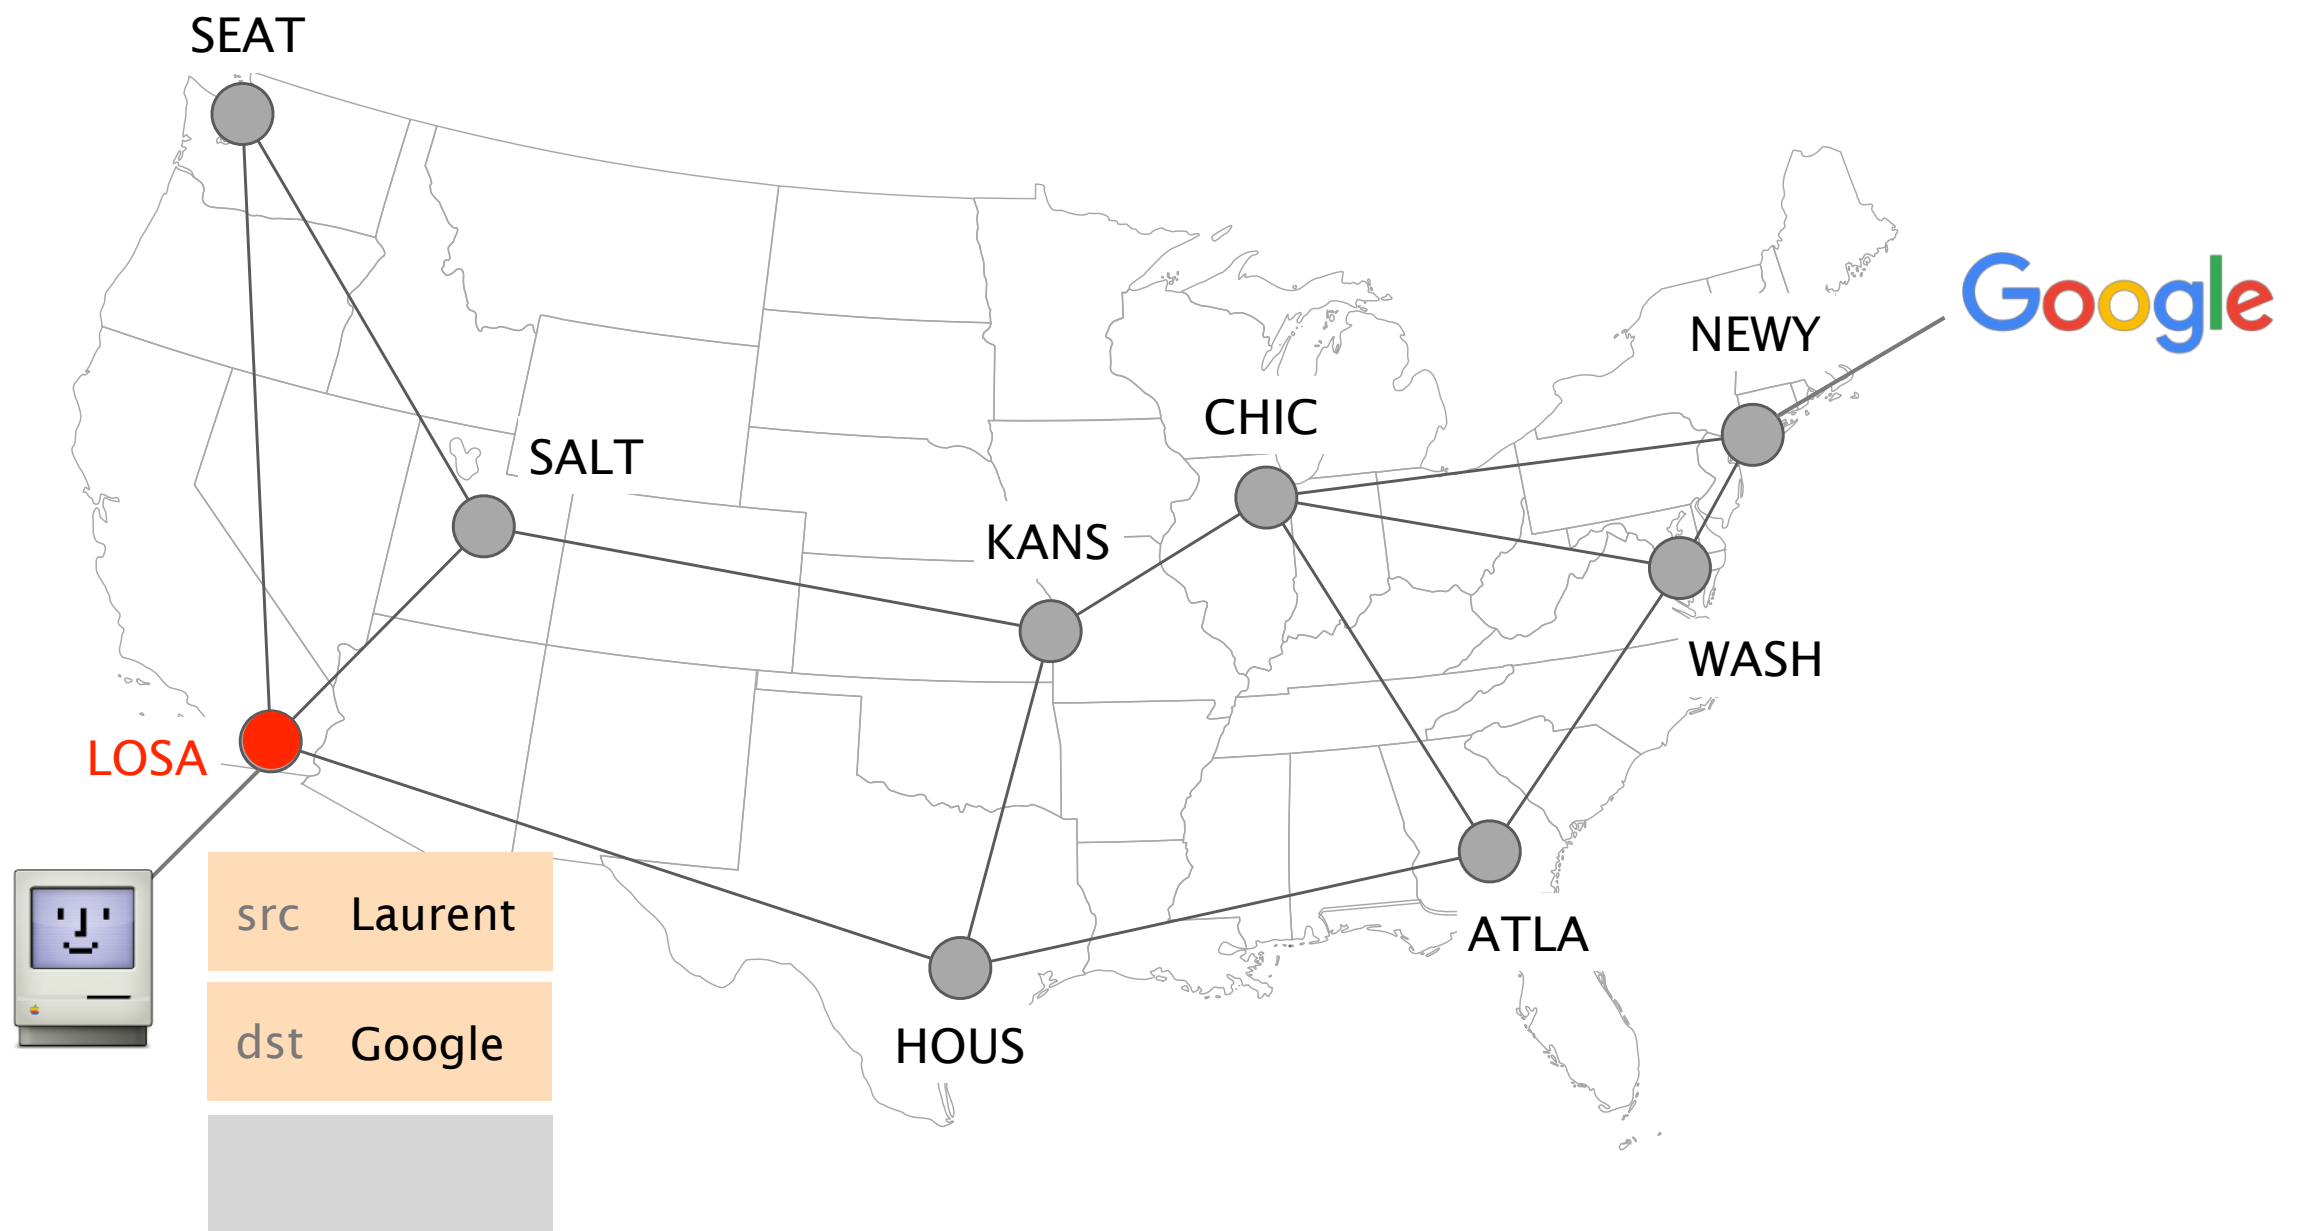 SEAT
Google
NEWY
CHIC
SALT
KANS
WASH
LOSA
src Laurent
ATLA
dst Google
HOUS